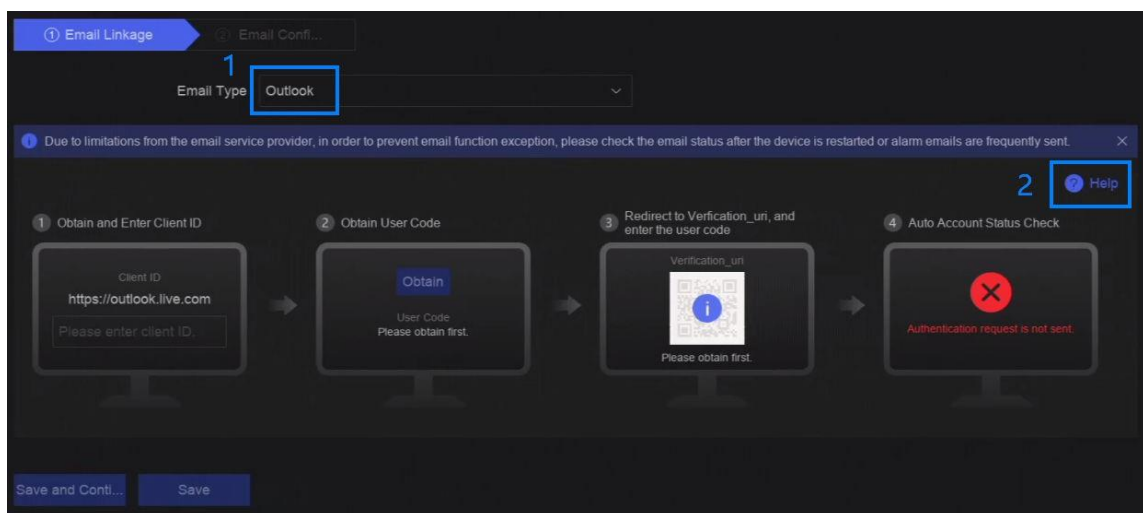 1 Email Linkage
2 Email Confi...
1
Email Type
Outlook
i Due to limitations from the email service provider, in order to prevent email function exception, please check the email status after the device is restarted or alarm emails are frequently sent. ×
2
? Help
1 Obtain and Enter Client ID
Client ID
https://outlook.live.com
Please enter client ID.
2 Obtain User Code
Obtain
User Code
Please obtain first.
3 Redirect to Verfication_uri, and
enter the user code
Verification_uri
i
Please obtain first.
4 Auto Account Status Check
Authentication request is not sent.
Save and Conti...
Save